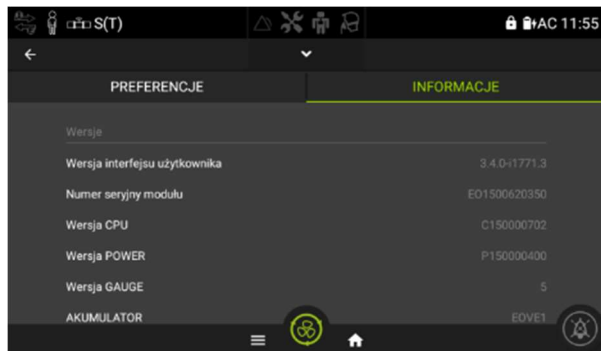 S(T) AC 11:55
PREFERENCJE INFORMACJE
Wersje
Wersja interfejsu użytkownika 3.4.0-i1771.3
Numer seryjny modułu EO1500620350
Wersja CPU C150000702
Wersja POWER P150000400
Wersja GAUGE 5
AKUMULATOR EOVE1